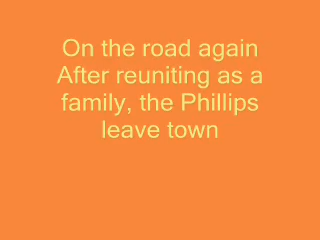 On the road again
After reuniting as a
family, the Phillips
leave town